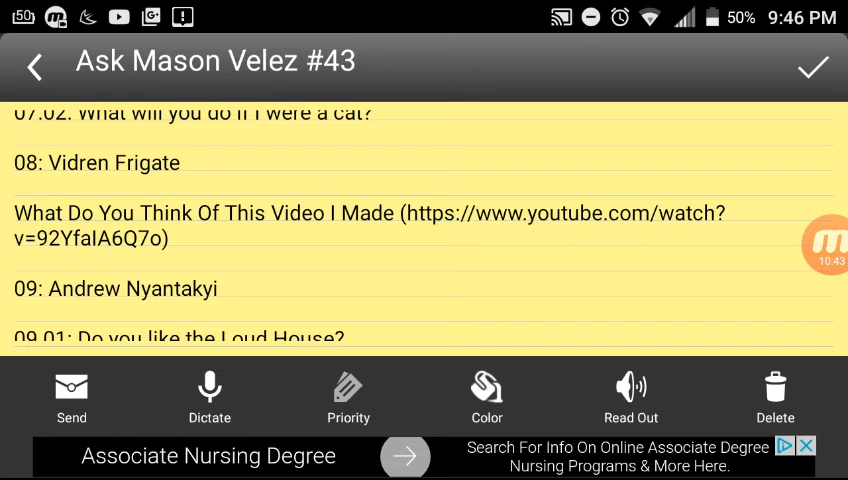 50 50% 9:46 PM
Ask Mason Velez #43
07.02: What will you do if I were a cat?
08: Vidren Frigate
What Do You Think Of This Video I Made (https://www.youtube.com/watch?
v=92YfaIA6Q7o)
10:43
09: Andrew Nyantakyi
09.01: Do you like the Loud House?
Send Dictate Priority Color Read Out Delete
Associate Nursing Degree
Search For Info On Online Associate Degree
Nursing Programs & More Here.